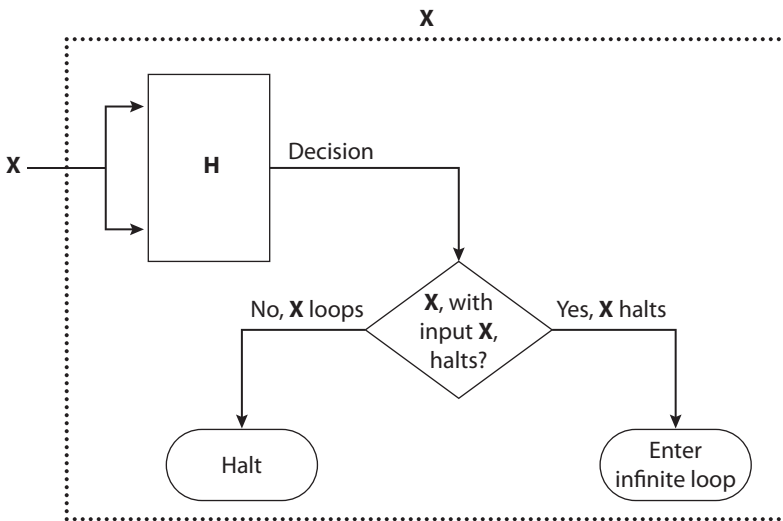 X
X
H
Decision
No, X loops
X, with
input X,
halts?
Yes, X halts
Halt
Enter
infinite loop